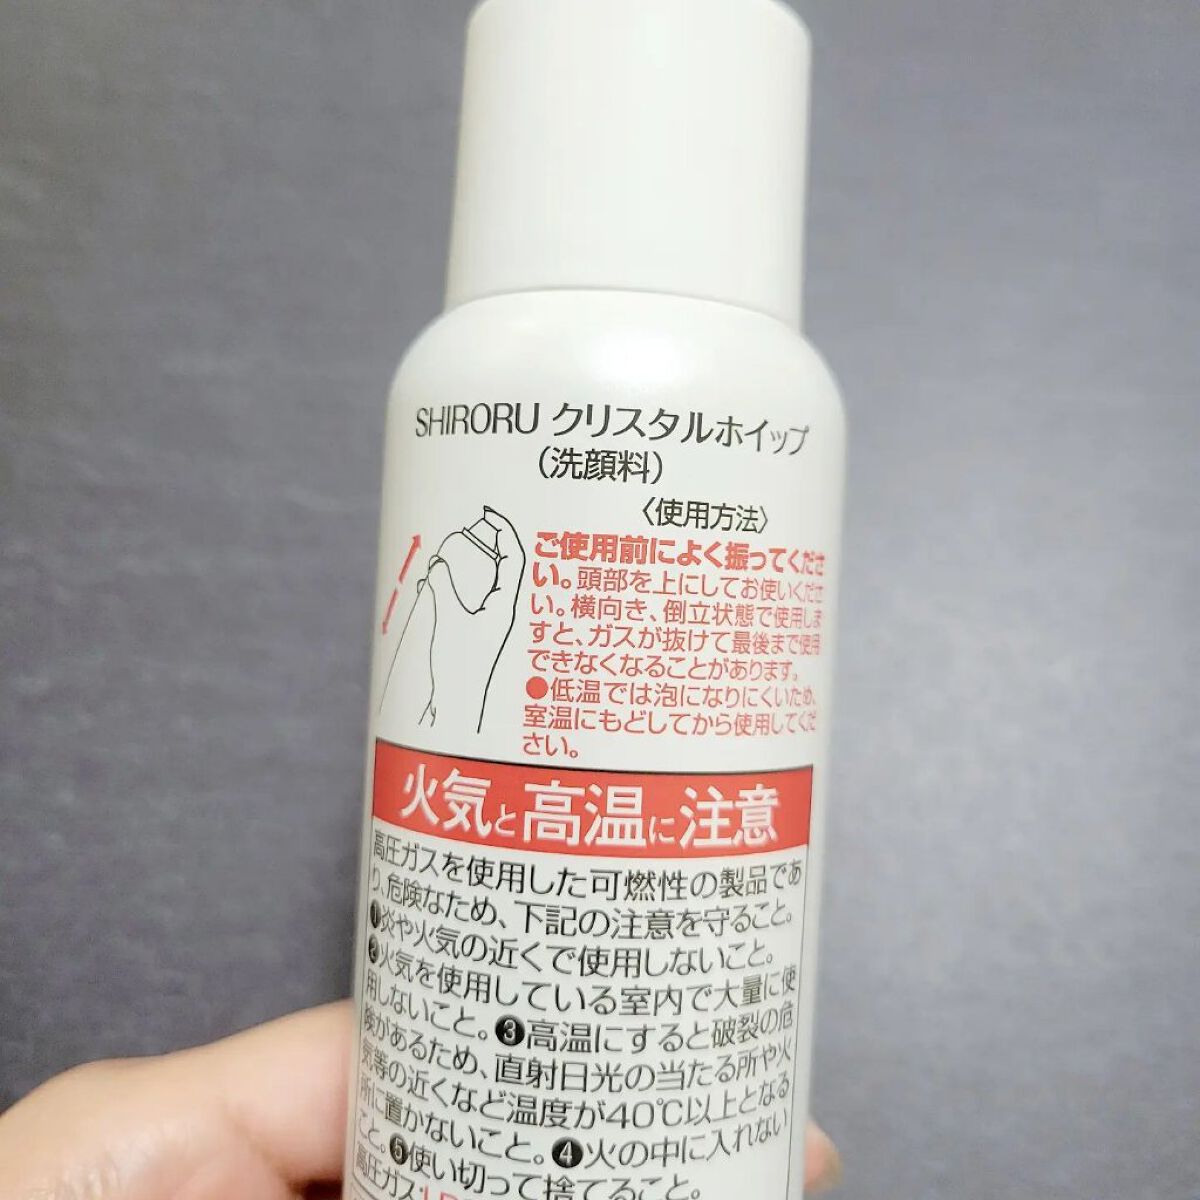 SHIRORU クリスタルホイップ
（洗顔料）
〈使用方法〉
ご使用前によく振ってくださ
い。頭部を上にしてお使いくださ
い。横向き、倒立状態で使用しま
すと、ガスが抜けて最後まで使用
できなくなることがあります。
●低温では泡になりにくいため、
室温にもどしてから使用してくだ
さい。
火気と高温に注意
高圧ガスを使用した可燃性の製品であ
り、危険なため、下記の注意を守ること。
❶炎や火気の近くで使用しないこと。
❷火気を使用している室内で大量に使
用しないこと。❸高温にすると破裂の危
険があるため、直射日光の当たる所や火
気等の近くなど温度が40℃以上となる
所に置かないこと。❹火の中に入れない
こと。❺使い切って捨てること。
高圧ガス:LP